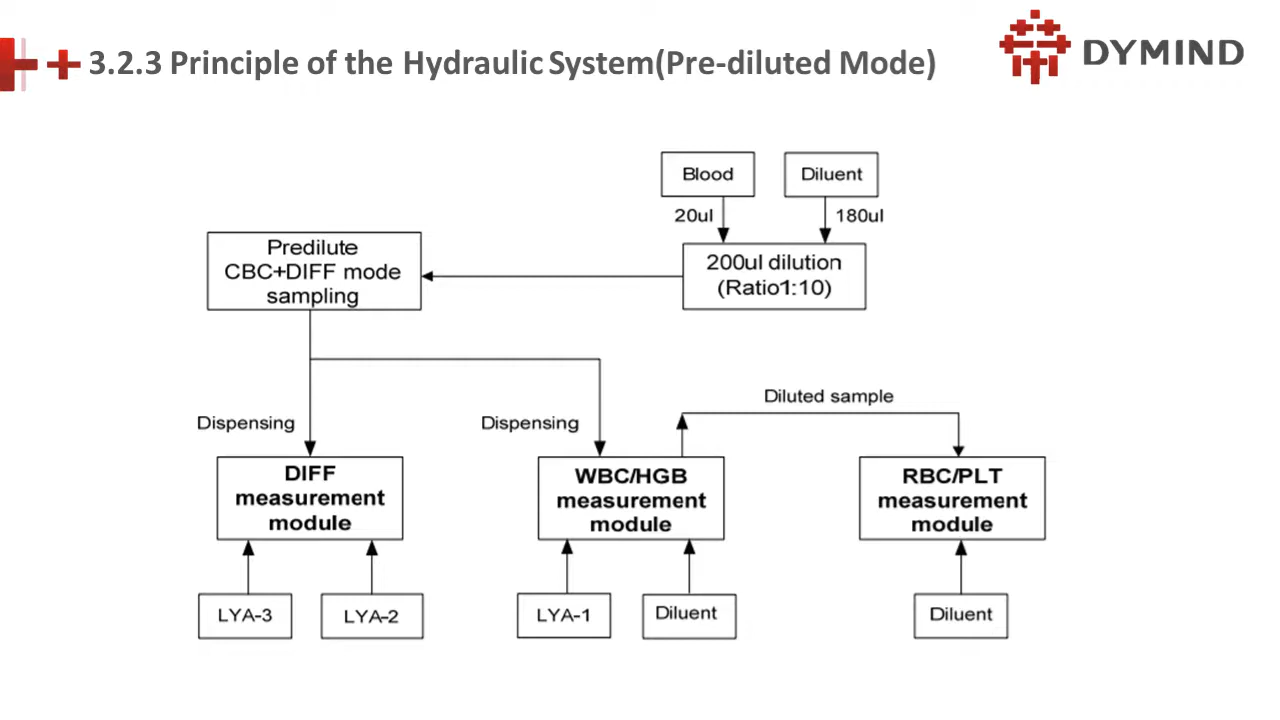 3.2.3 Principle of the Hydraulic System(Pre-diluted Mode)
DYMIND
Blood
Diluent
20ul
180ul
Predilute
CBC+DIFF mode
sampling
200ul dilution
(Ratio1:10)
Diluted sample
Dispensing
Dispensing
DIFF
measurement
module
WBC/HGB
measurement
module
RBC/PLT
measurement
module
LYA-3
LYA-2
LYA-1
Diluent
Diluent